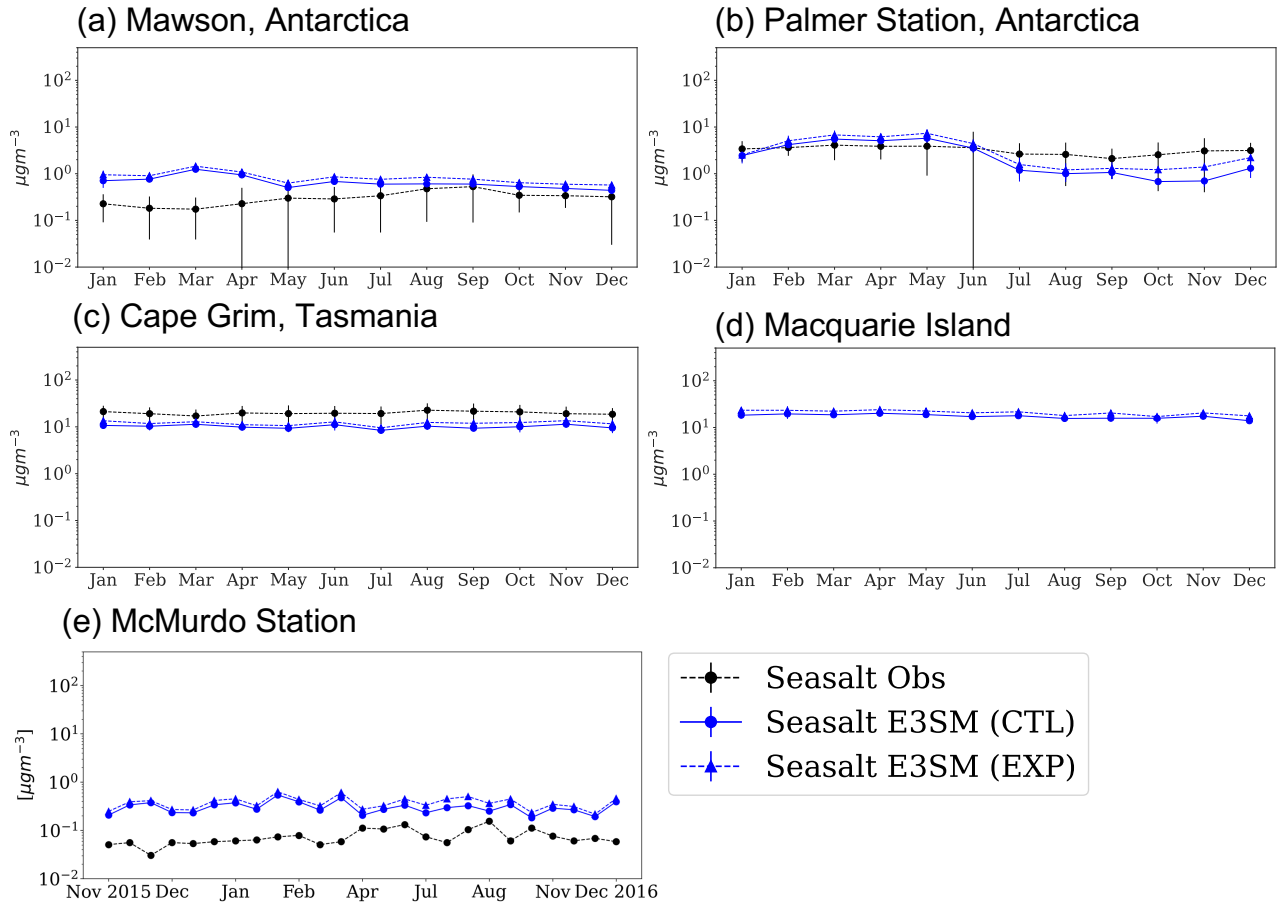 (a) Mawson, Antarctica
10²
10¹
10⁰
10⁻¹
10⁻²
μgm⁻³
Jan Feb Mar Apr May Jun Jul Aug Sep Oct Nov Dec
(b) Palmer Station, Antarctica
10²
10¹
10⁰
10⁻¹
10⁻²
μgm⁻³
Jan Feb Mar Apr May Jun Jul Aug Sep Oct Nov Dec
(c) Cape Grim, Tasmania
10²
10¹
10⁰
10⁻¹
10⁻²
μgm⁻³
Jan Feb Mar Apr May Jun Jul Aug Sep Oct Nov Dec
(d) Macquarie Island
10²
10¹
10⁰
10⁻¹
10⁻²
μgm⁻³
Jan Feb Mar Apr May Jun Jul Aug Sep Oct Nov Dec
(e) McMurdo Station
10²
10¹
10⁰
10⁻¹
10⁻²
[μgm⁻³]
Nov 2015 Dec Jan Feb Apr Jul Aug Nov Dec 2016
Seasalt Obs
Seasalt E3SM (CTL)
Seasalt E3SM (EXP)